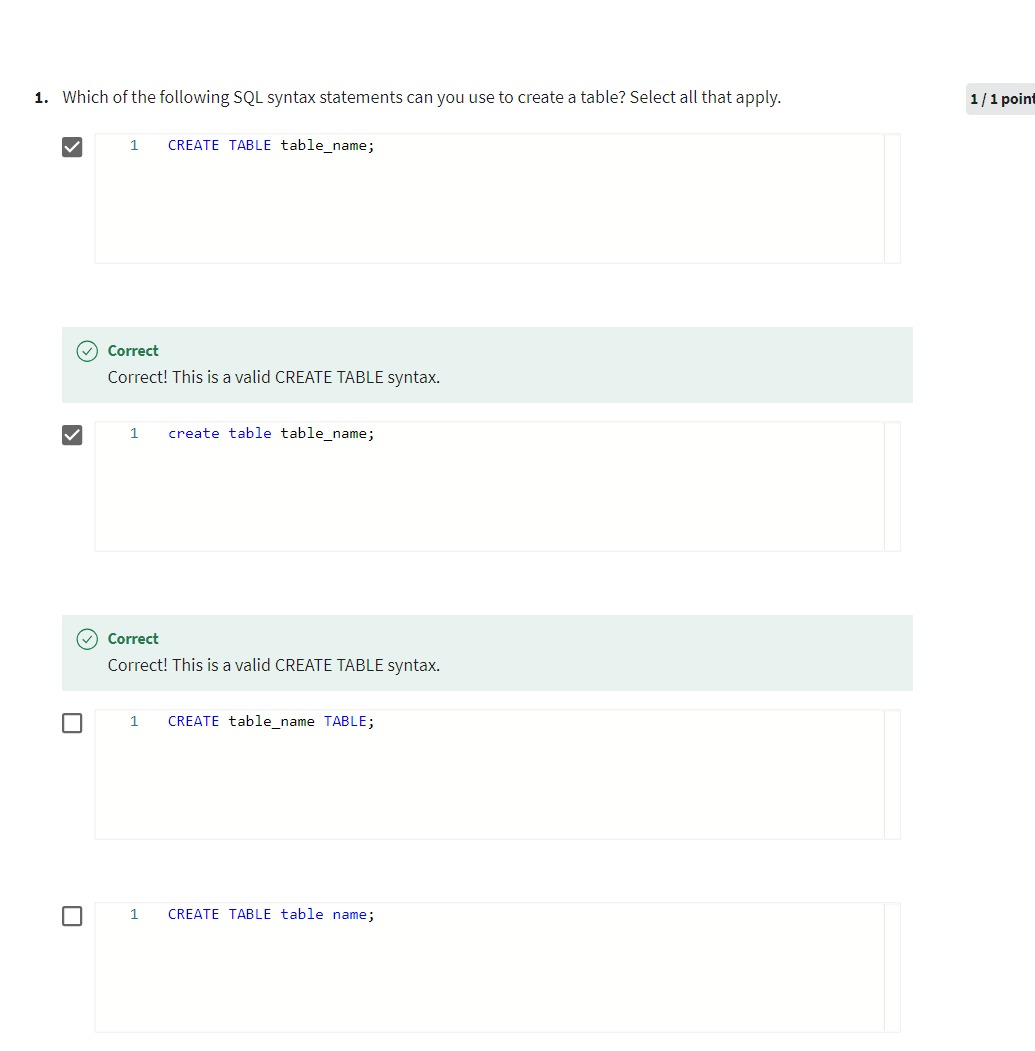 1. Which of the following SQL syntax statements can you use to create a table? Select all that apply.
1 / 1 point
1 CREATE TABLE table_name;
Correct
Correct! This is a valid CREATE TABLE syntax.
1 create table table_name;
Correct
Correct! This is a valid CREATE TABLE syntax.
1 CREATE table_name TABLE;
1 CREATE TABLE table name;